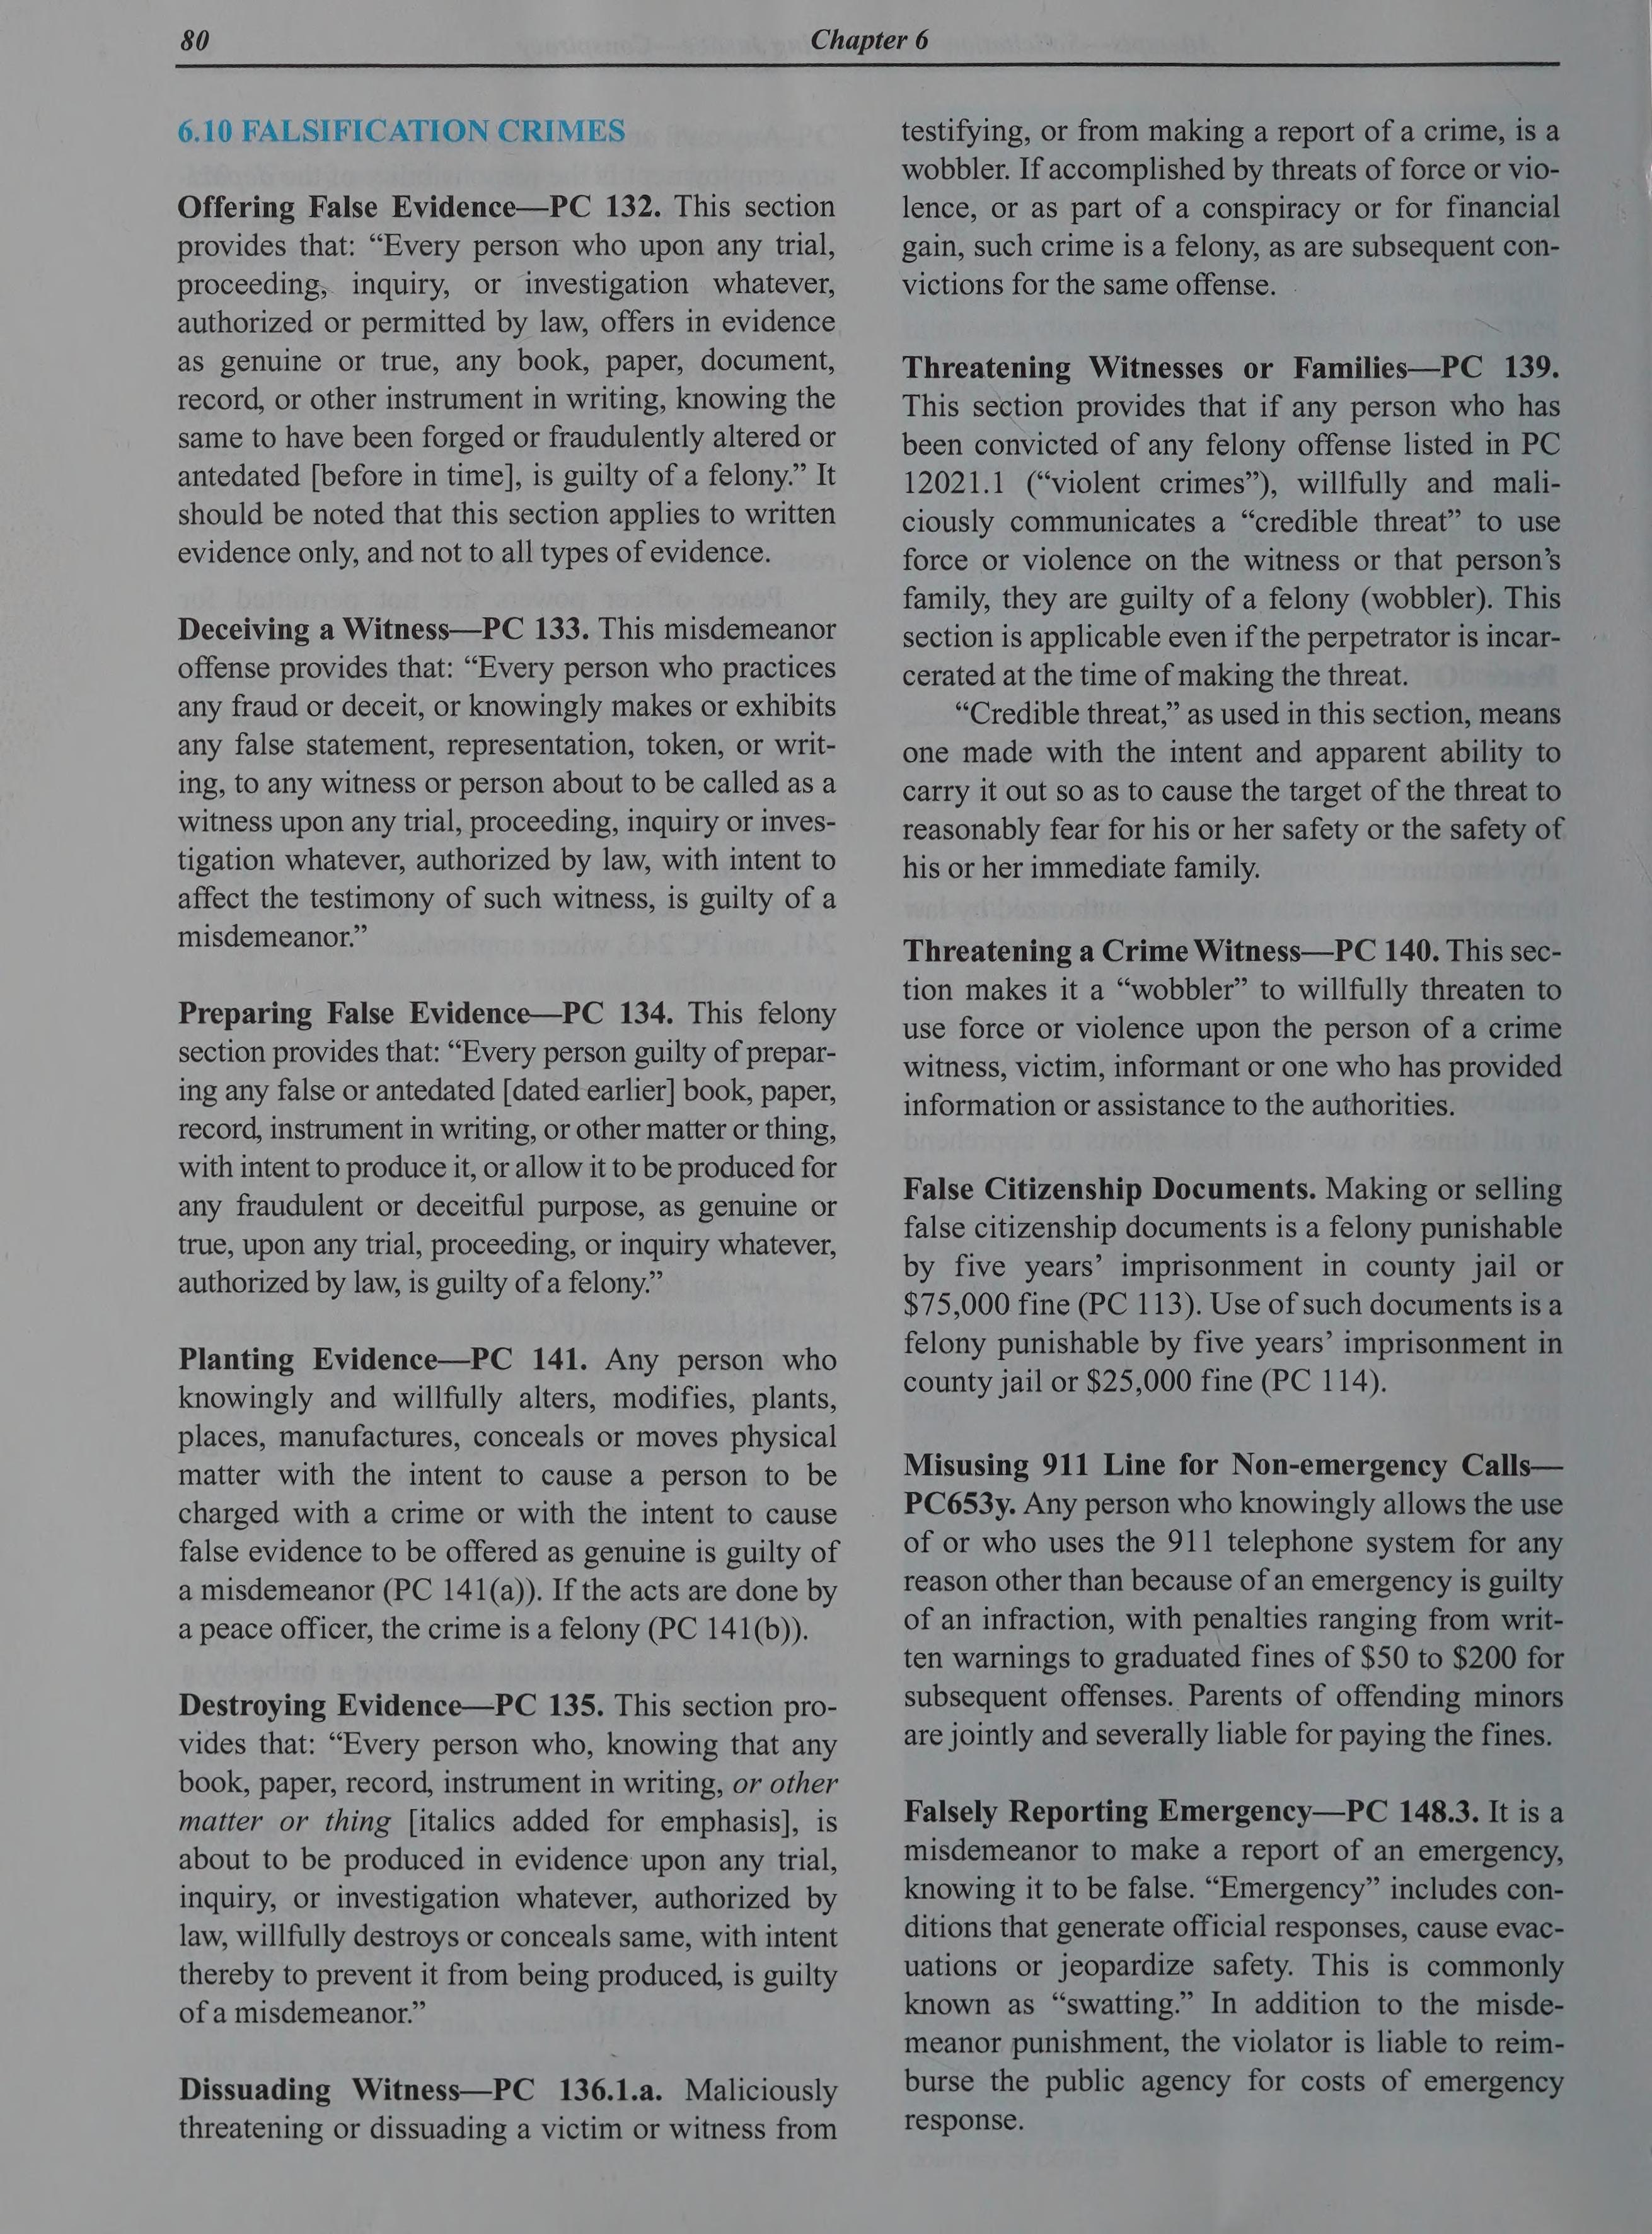 80
Chapter 6
6.10 FALSIFICATION CRIMES
Offering False Evidence—PC 132. This section
provides that: “Every person who upon any trial,
proceeding, inquiry, or investigation whatever,
authorized or permitted by law, offers in evidence
as genuine or true, any book, paper, document,
record, or other instrument in writing, knowing the
same to have been forged or fraudulently altered or
antedated [before in time], is guilty of a felony.” It
should be noted that this section applies to written
evidence only, and not to all types of evidence.
Deceiving a Witness—PC 133. This misdemeanor
offense provides that: “Every person who practices
any fraud or deceit, or knowingly makes or exhibits
any false statement, representation, token, or writ-
ing, to any witness or person about to be called as a
witness upon any trial, proceeding, inquiry or inves-
tigation whatever, authorized by law, with intent to
affect the testimony of such witness, is guilty of a
misdemeanor.”
Preparing False Evidence—PC 134. This felony
section provides that: “Every person guilty of prepar-
ing any false or antedated [dated earlier] book, paper,
record, instrument in writing, or other matter or thing,
with intent to produce it, or allow it to be produced for
any fraudulent or deceitful purpose, as genuine or
true, upon any trial, proceeding, or inquiry whatever,
authorized by law, is guilty of a felony.”
Planting Evidence—PC 141. Any person who
knowingly and willfully alters, modifies, plants,
places, manufactures, conceals or moves physical
matter with the intent to cause a person to be
charged with a crime or with the intent to cause
false evidence to be offered as genuine is guilty of
a misdemeanor (PC 141(a)). If the acts are done by
a peace officer, the crime is a felony (PC 141(b)).
Destroying Evidence—PC 135. This section pro-
vides that: “Every person who, knowing that any
book, paper, record, instrument in writing, or other
matter or thing [italics added for emphasis], is
about to be produced in evidence upon any trial,
inquiry, or investigation whatever, authorized by
law, willfully destroys or conceals same, with intent
thereby to prevent it from being produced, is guilty
of a misdemeanor.”
Dissuading Witness—PC 136.1.a. Maliciously
threatening or dissuading a victim or witness from
testifying, or from making a report of a crime, is a
wobbler. If accomplished by threats of force or vio-
lence, or as part of a conspiracy or for financial
gain, such crime is a felony, as are subsequent con-
victions for the same offense.
Threatening Witnesses or Families—PC 139.
This section provides that if any person who has
been convicted of any felony offense listed in PC
12021.1 (“violent crimes”), willfully and mali-
ciously communicates a “credible threat” to use
force or violence on the witness or that person’s
family, they are guilty of a felony (wobbler). This
section is applicable even if the perpetrator is incar-
cerated at the time of making the threat.
“Credible threat,” as used in this section, means
one made with the intent and apparent ability to
carry it out so as to cause the target of the threat to
reasonably fear for his or her safety or the safety of
his or her immediate family.
Threatening a Crime Witness—PC 140. This sec-
tion makes it a “wobbler” to willfully threaten to
use force or violence upon the person of a crime
witness, victim, informant or one who has provided
information or assistance to the authorities.
False Citizenship Documents. Making or selling
false citizenship documents is a felony punishable
by five years’ imprisonment in county jail or
$75,000 fine (PC 113). Use of such documents is a
felony punishable by five years’ imprisonment in
county jail or $25,000 fine (PC 114).
Misusing 911 Line for Non-emergency Calls—
PC653y. Any person who knowingly allows the use
of or who uses the 911 telephone system for any
reason other than because of an emergency is guilty
of an infraction, with penalties ranging from writ-
ten warnings to graduated fines of $50 to $200 for
subsequent offenses. Parents of offending minors
are jointly and severally liable for paying the fines.
Falsely Reporting Emergency—PC 148.3. It is a
misdemeanor to make a report of an emergency,
knowing it to be false. “Emergency” includes con-
ditions that generate official responses, cause evac-
uations or jeopardize safety. This is commonly
known as “swatting.” In addition to the misde-
meanor punishment, the violator is liable to reim-
burse the public agency for costs of emergency
response.